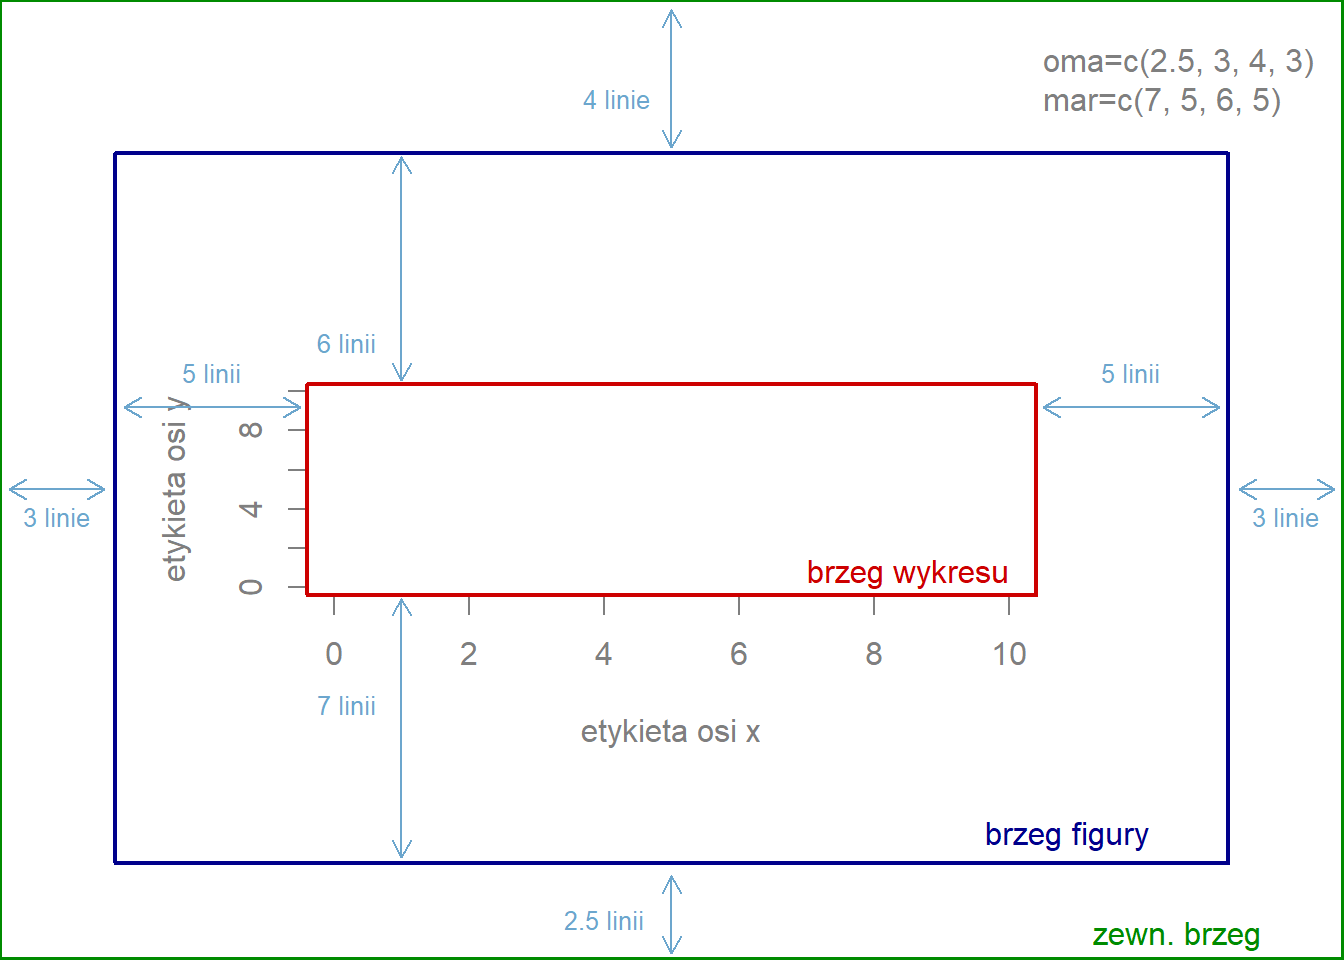 oma=c(2.5, 3, 4, 3)
mar=c(7, 5, 6, 5)
4 linie
6 linii
5 linii
5 linii
etykieta osi y
8
4
0
3 linie
3 linie
brzeg wykresu
0 2 4 6 8 10
7 linii
etykieta osi x
brzeg figury
2.5 linii
zewn. brzeg